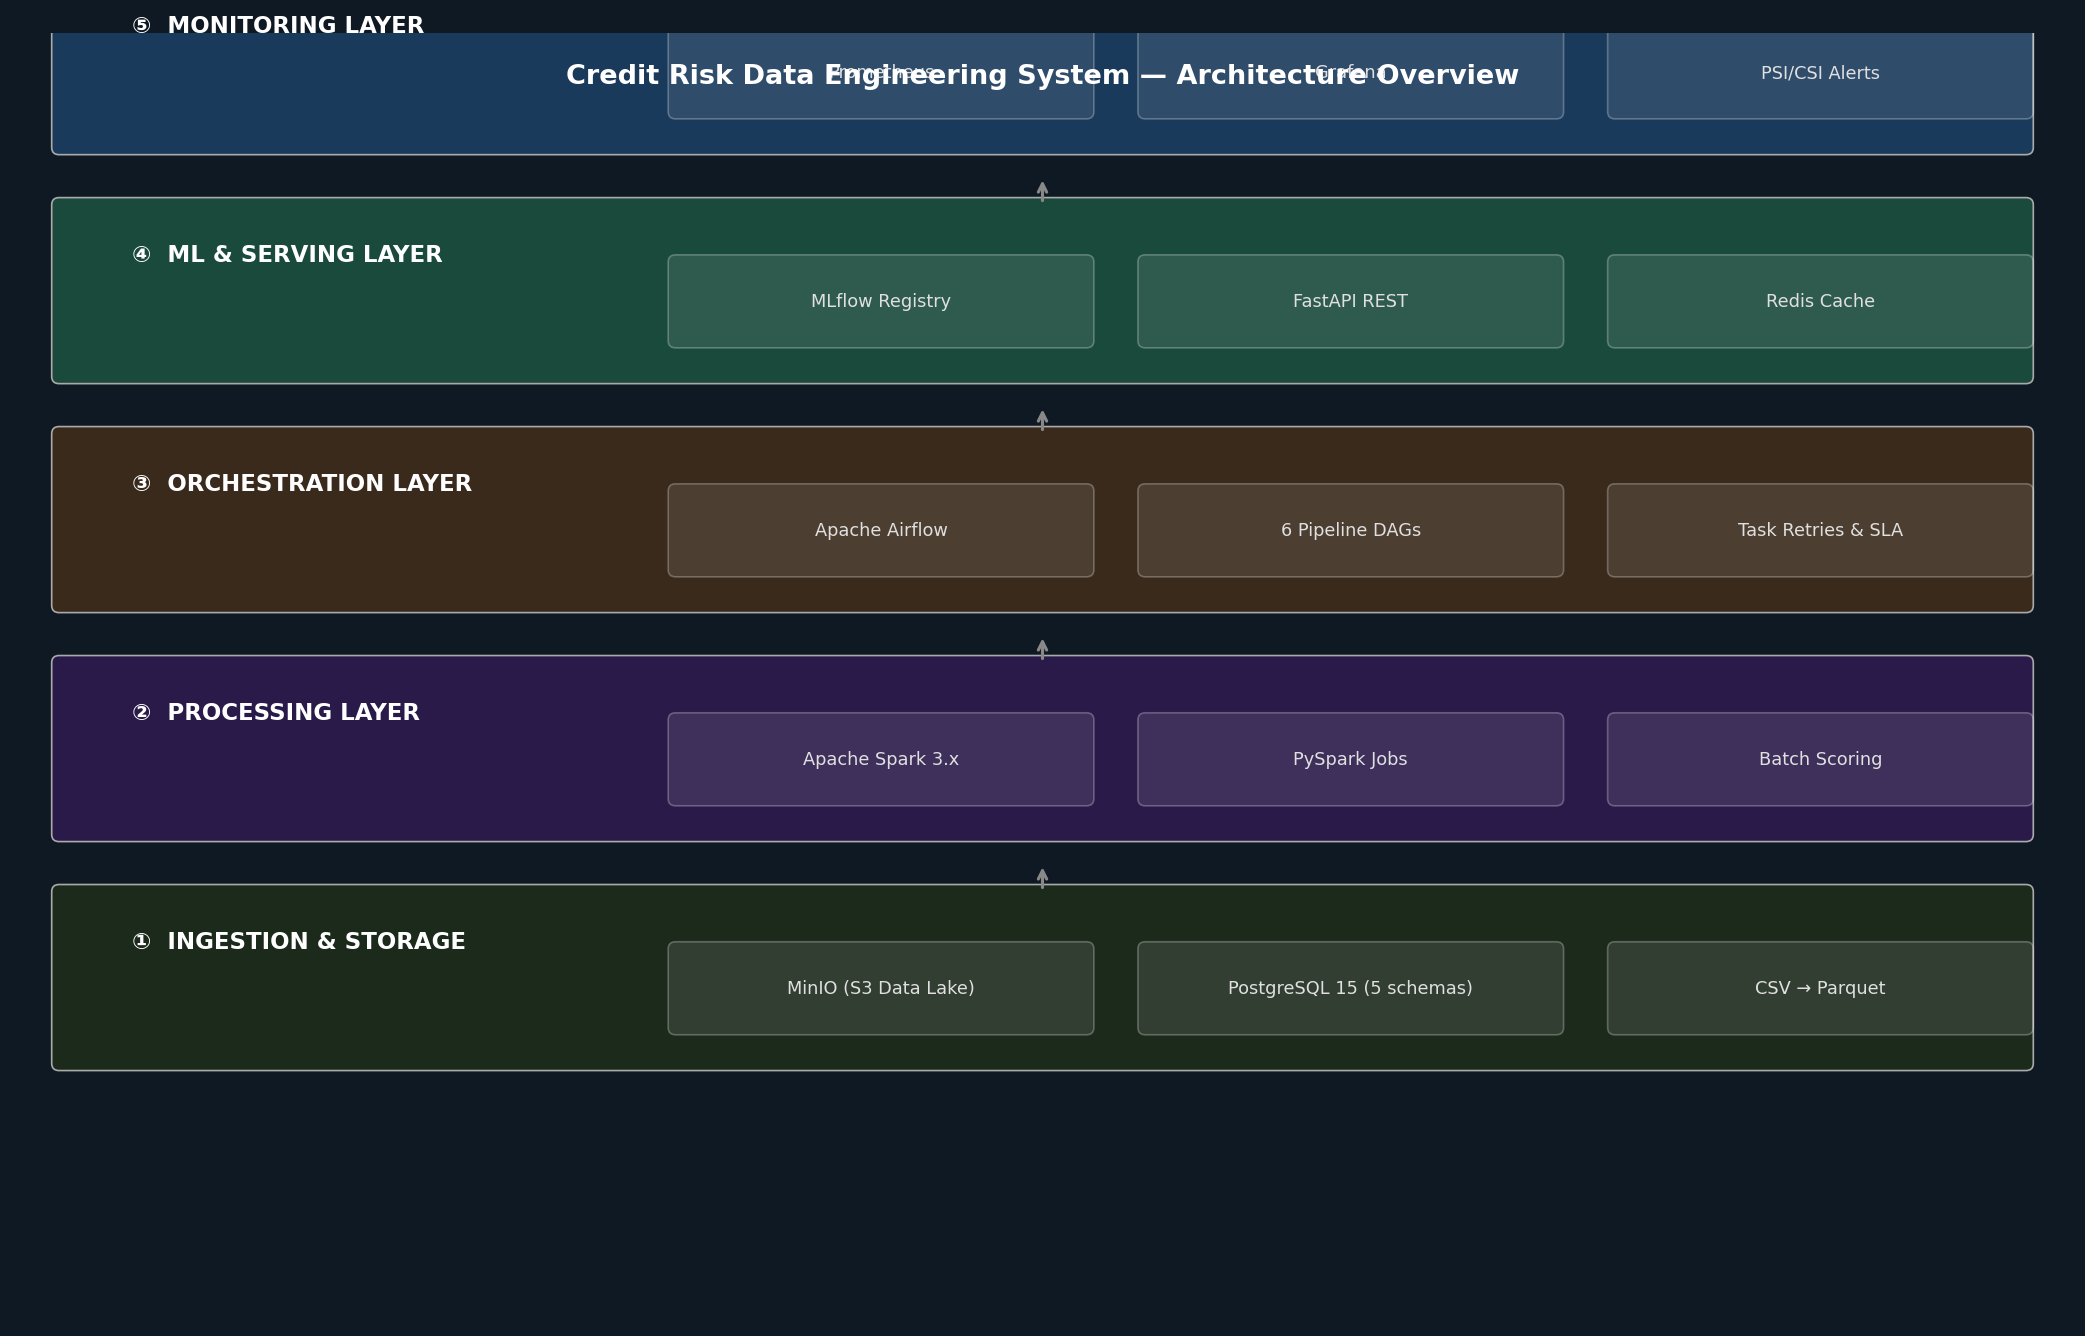 ⑤ MONITORING LAYER
Credit Risk Data Engineering System — Architecture Overview
Prometheus
Grafana
PSI/CSI Alerts
④ ML & SERVING LAYER
MLflow Registry
FastAPI REST
Redis Cache
③ ORCHESTRATION LAYER
Apache Airflow
6 Pipeline DAGs
Task Retries & SLA
② PROCESSING LAYER
Apache Spark 3.x
PySpark Jobs
Batch Scoring
① INGESTION & STORAGE
MinIO (S3 Data Lake)
PostgreSQL 15 (5 schemas)
CSV → Parquet